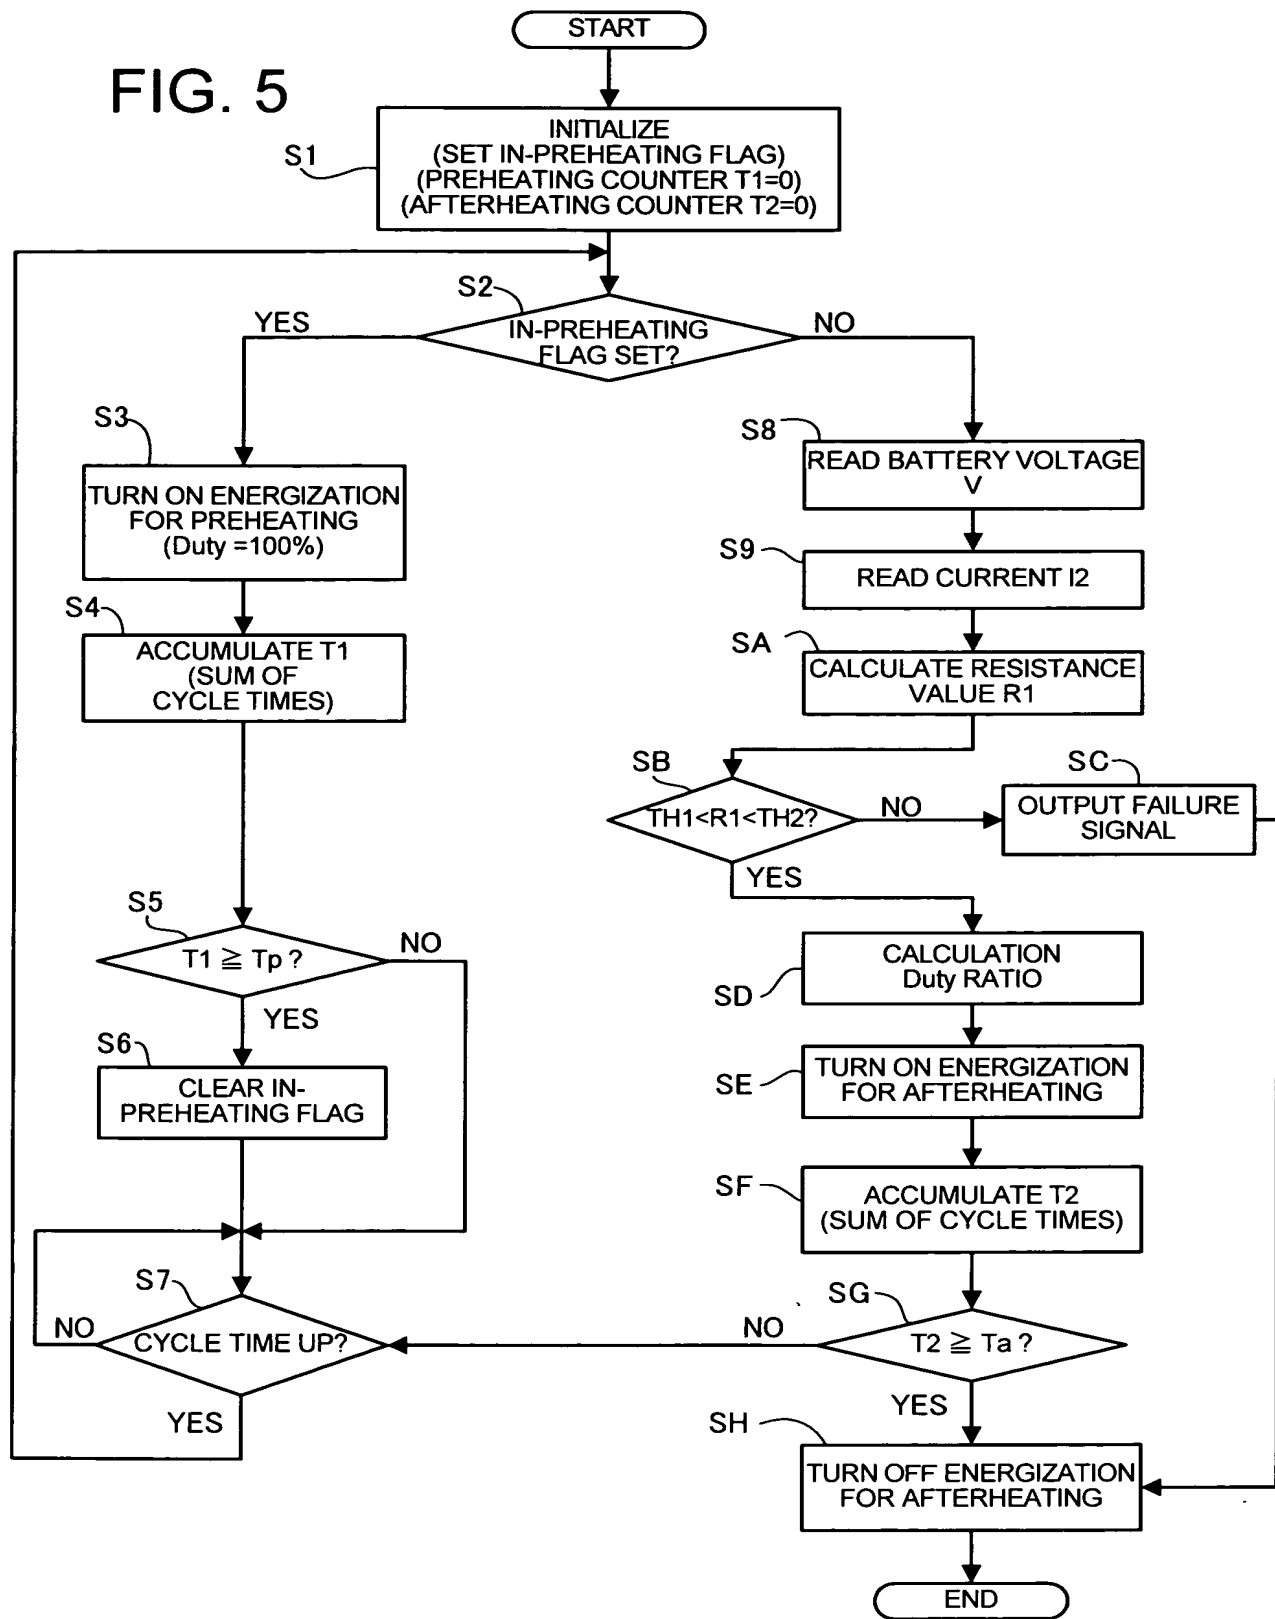 START
FIG. 5
S1
INITIALIZE
(SET IN-PREHEATING FLAG)
(PREHEATING COUNTER T1=0)
(AFTERHEATING COUNTER T2=0)
S2
YES
IN-PREHEATING
FLAG SET?
NO
S3
TURN ON ENERGIZATION
FOR PREHEATING
(Duty =100%)
S4
ACCUMULATE T1
(SUM OF
CYCLE TIMES)
S5
T1 ≧ Tp ?
NO
YES
S6
CLEAR IN-
PREHEATING FLAG
S7
NO
CYCLE TIME UP?
YES
S8
READ BATTERY VOLTAGE
V
S9
READ CURRENT I2
SA
CALCULATE RESISTANCE
VALUE R1
SB
TH1<R1<TH2?
NO
SC
OUTPUT FAILURE
SIGNAL
YES
SD
CALCULATION
Duty RATIO
SE
TURN ON ENERGIZATION
FOR AFTERHEATING
SF
ACCUMULATE T2
(SUM OF CYCLE TIMES)
SG
NO
T2 ≧ Ta ?
YES
SH
TURN OFF ENERGIZATION
FOR AFTERHEATING
END